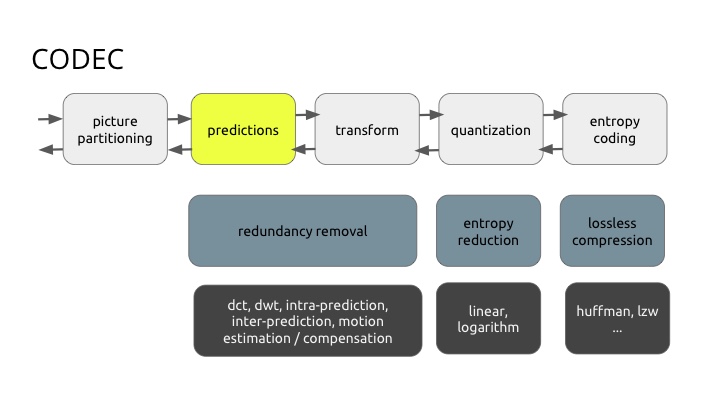 CODEC
picture
partitioning
predictions
transform
quantization
entropy
coding
redundancy removal
entropy
reduction
lossless
compression
dct, dwt, intra-prediction,
inter-prediction, motion
estimation / compensation
linear,
logarithm
huffman, lzw
...